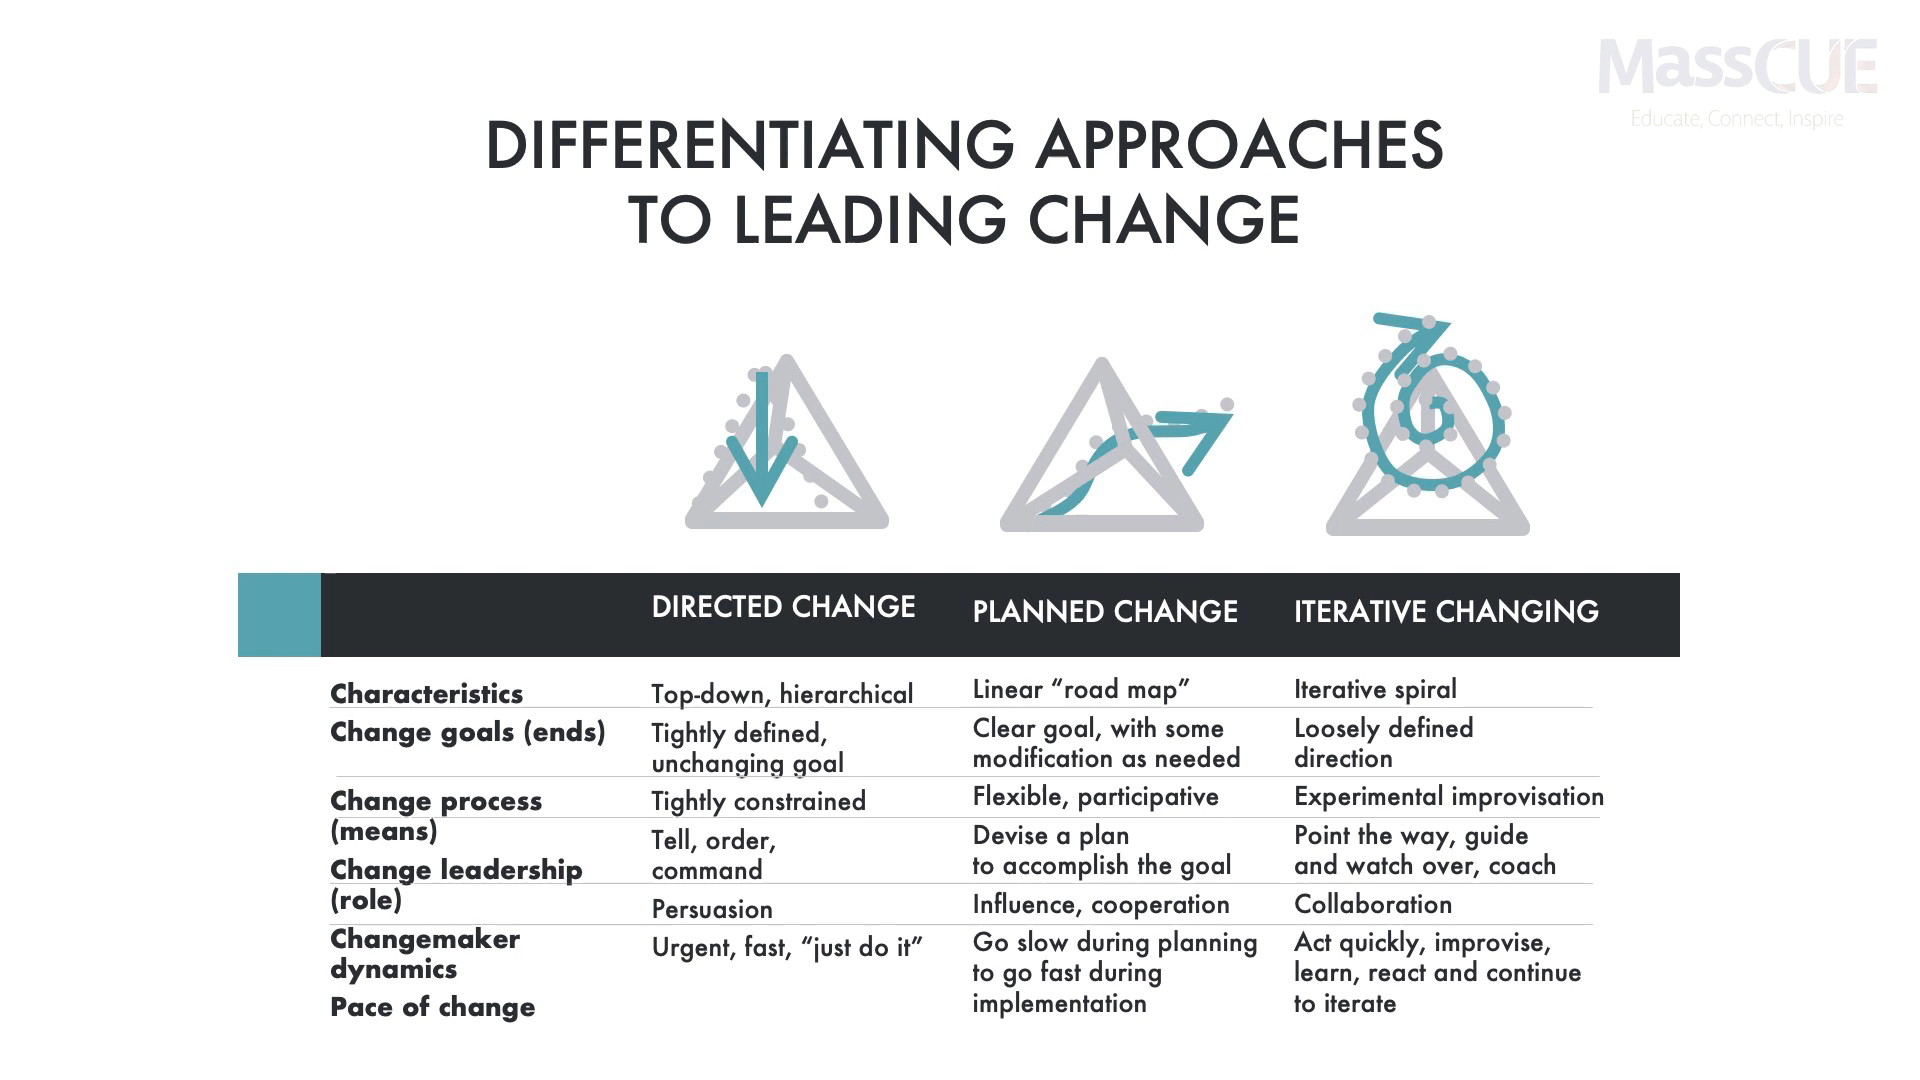 MassCUE
Educate, Connect, Inspire
DIFFERENTIATING APPROACHES
TO LEADING CHANGE
DIRECTED CHANGE
PLANNED CHANGE
ITERATIVE CHANGING
Characteristics
Top-down, hierarchical
Linear “road map”
Iterative spiral
Change goals (ends)
Tightly defined,
unchanging goal
Clear goal, with some
modification as needed
Loosely defined
direction
Change process
(means)
Tightly constrained
Flexible, participative
Experimental improvisation
Change leadership
(role)
Tell, order,
command
Devise a plan
to accomplish the goal
Point the way, guide
and watch over, coach
Changemaker
dynamics
Persuasion
Influence, cooperation
Collaboration
Pace of change
Urgent, fast, “just do it”
Go slow during planning
to go fast during
implementation
Act quickly, improvise,
learn, react and continue
to iterate